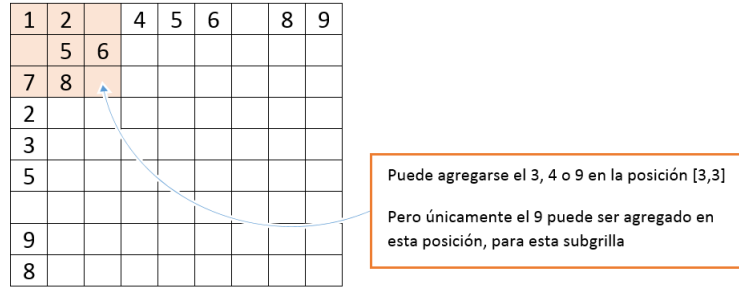 1 2 4 5 6 8 9
5 6
7 8
2
3
5
9
8
Puede agregarse el 3, 4 o 9 en la posición [3,3]
Pero únicamente el 9 puede ser agregado en
esta posición, para esta subgrilla